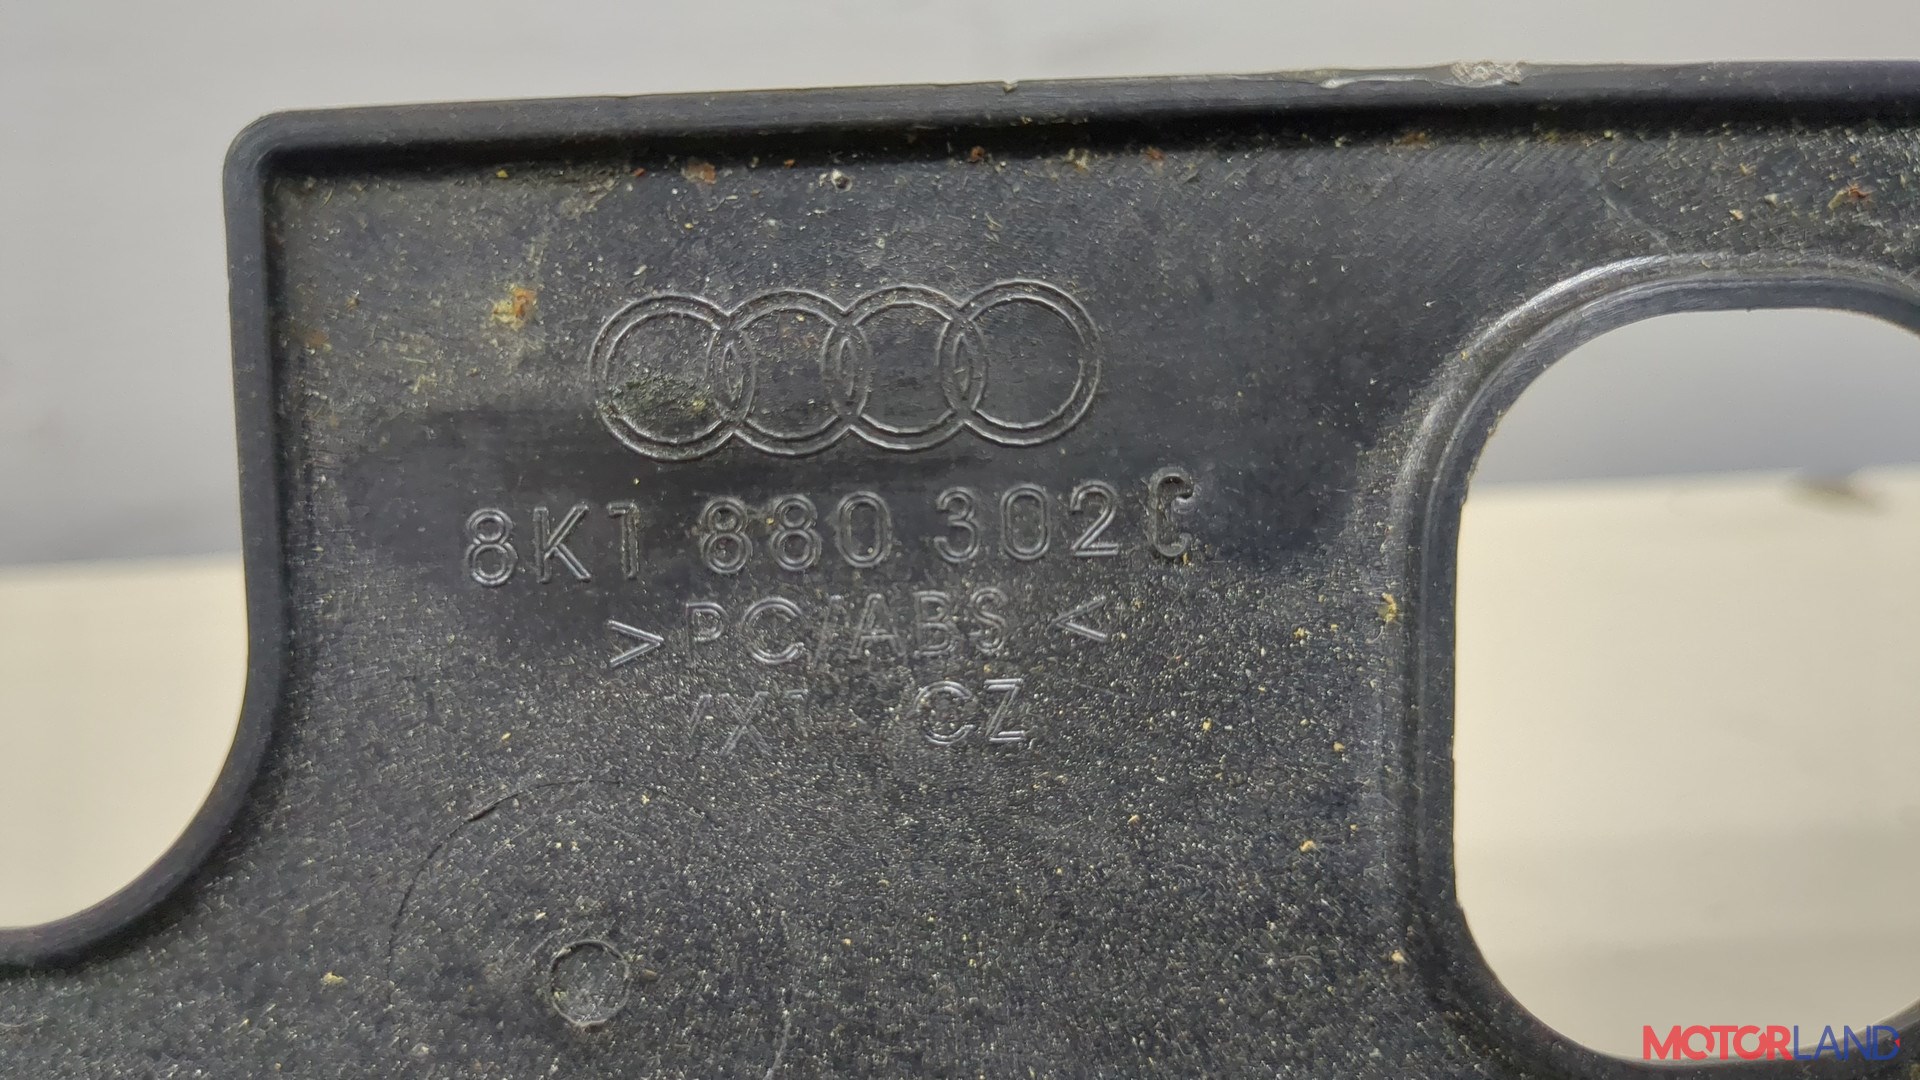 8K1 880 302 C
> PC/ABS <
CZ
MOTORLAND